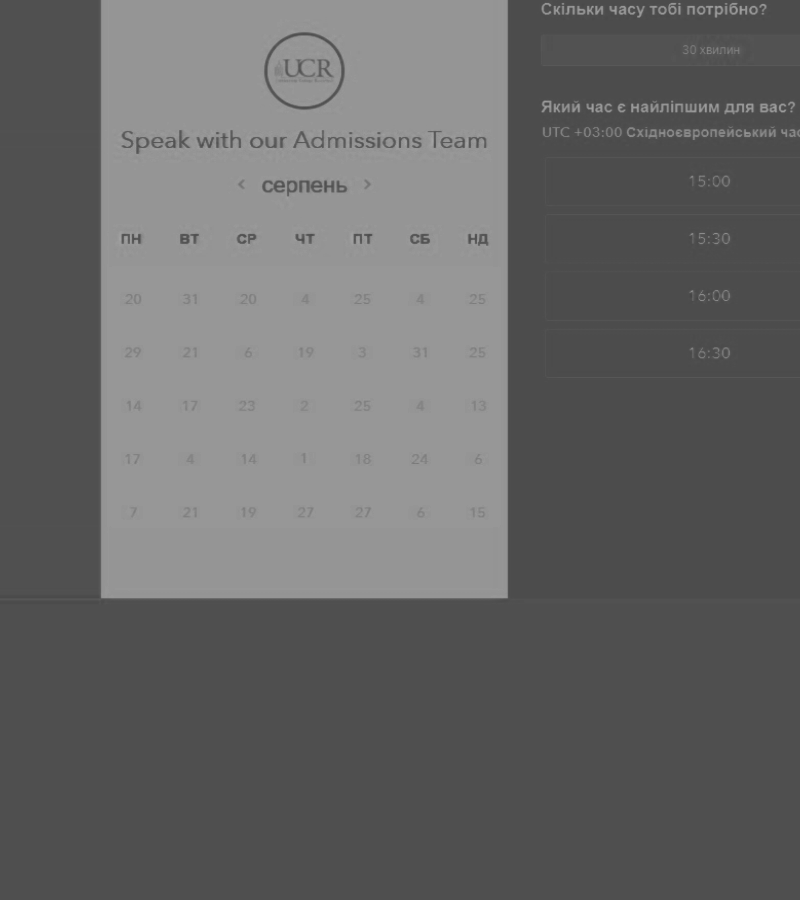 UCR
Speak with our Admissions Team
< серпень >
ПН ВТ СР ЧТ ПТ СБ НД
20 31 20 4 25 4 25
29 21 6 19 3 31 25
14 17 23 2 25 4 13
17 4 14 1 18 24 6
7 21 19 27 27 6 15
Скільки часу тобі потрібно?
30 хвилин
Який час є найліпшим для вас?
UTC +03:00 Східноєвропейський час
15:00
15:30
16:00
16:30